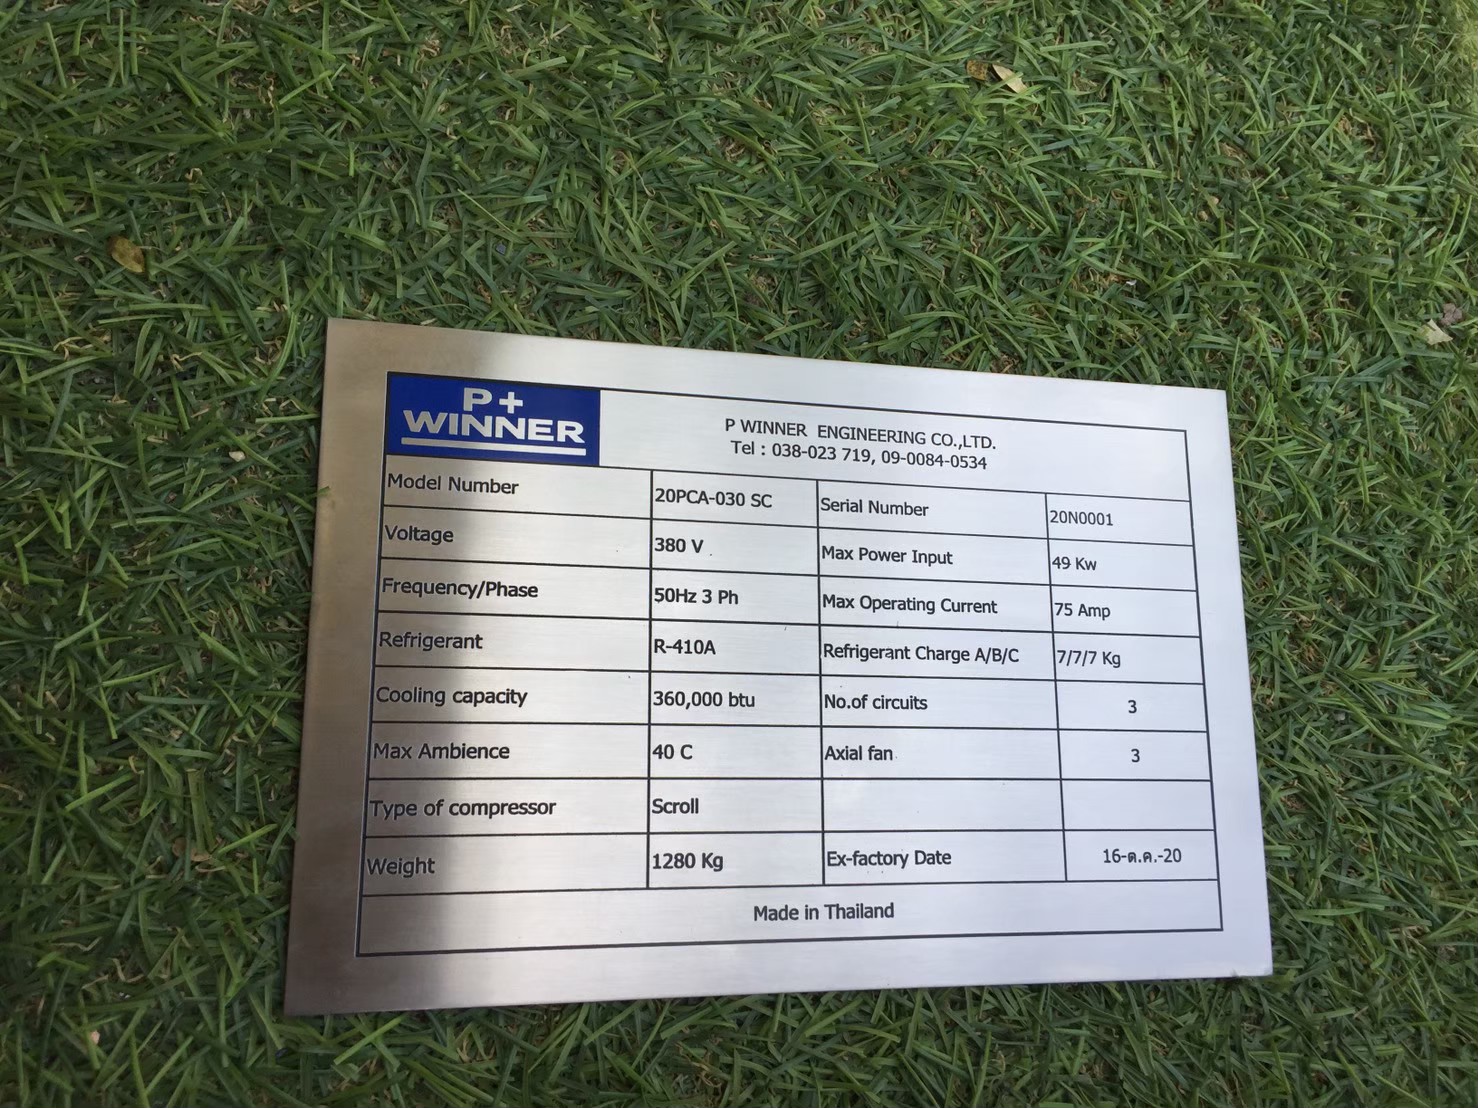 P+
WINNER
P WINNER ENGINEERING CO.,LTD.
Tel : 038-023 719, 09-0084-0534
Model Number 20PCA-030 SC Serial Number 20N0001
Voltage 380 V Max Power Input 49 Kw
Frequency/Phase 50Hz 3 Ph Max Operating Current 75 Amp
Refrigerant R-410A Refrigerant Charge A/B/C 7/7/7 Kg
Cooling capacity 360,000 btu No.of circuits 3
Max Ambience 40 C Axial fan 3
Type of compressor Scroll
Weight 1280 Kg Ex-factory Date 16-ต.ค.-20
Made in Thailand